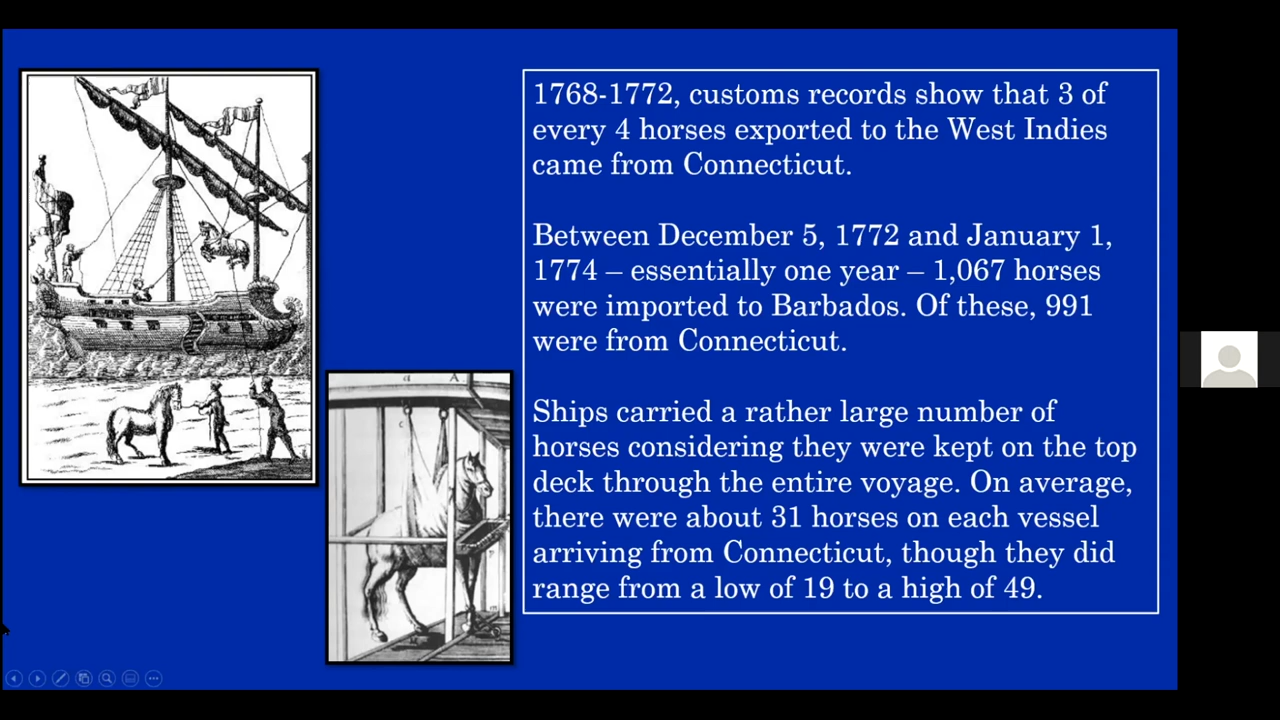 1768-1772, customs records show that 3 of
every 4 horses exported to the West Indies
came from Connecticut.
Between December 5, 1772 and January 1,
1774 – essentially one year – 1,067 horses
were imported to Barbados. Of these, 991
were from Connecticut.
Ships carried a rather large number of
horses considering they were kept on the top
deck through the entire voyage. On average,
there were about 31 horses on each vessel
arriving from Connecticut, though they did
range from a low of 19 to a high of 49.
a A
c